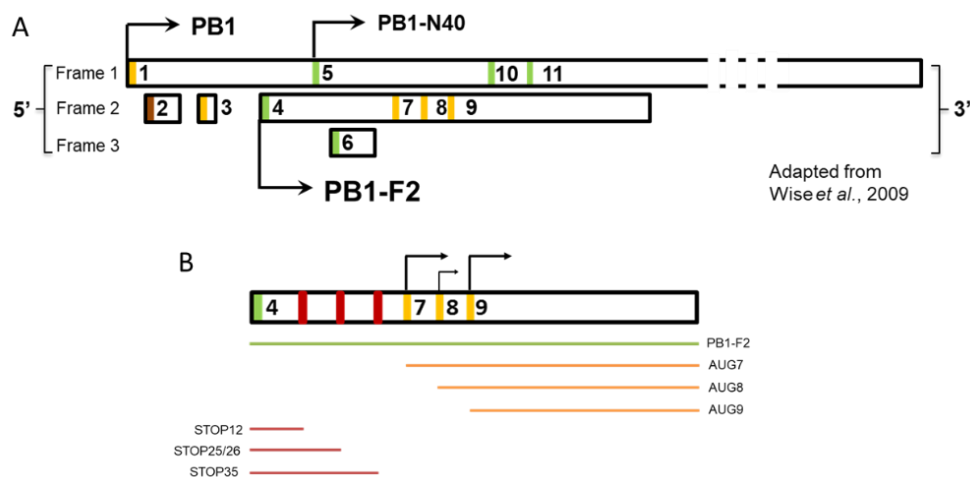 A
PB1
PB1-N40
5’
Frame 1
1
5
10
11
Frame 2
2
3
4
7
8
9
3’
Frame 3
6
PB1-F2
Adapted from
Wise et al., 2009
B
4
7
8
9
PB1-F2
AUG7
AUG8
AUG9
STOP12
STOP25/26
STOP35